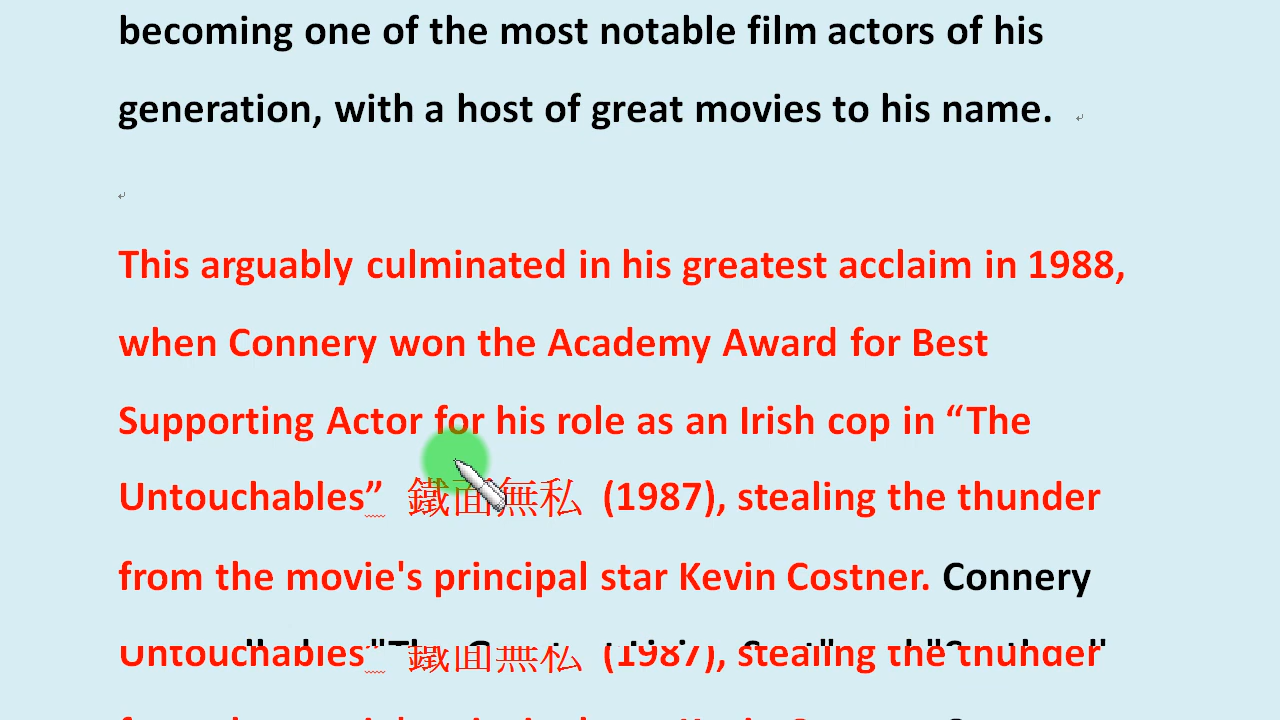 becoming one of the most notable film actors of his
generation, with a host of great movies to his name.
This arguably culminated in his greatest acclaim in 1988,
when Connery won the Academy Award for Best
Supporting Actor for his role as an Irish cop in “The
Untouchables” 鐵面無私 (1987), stealing the thunder
from the movie's principal star Kevin Costner. Connery
Untouchables” 鐵面無私 (1987), stealing the thunder